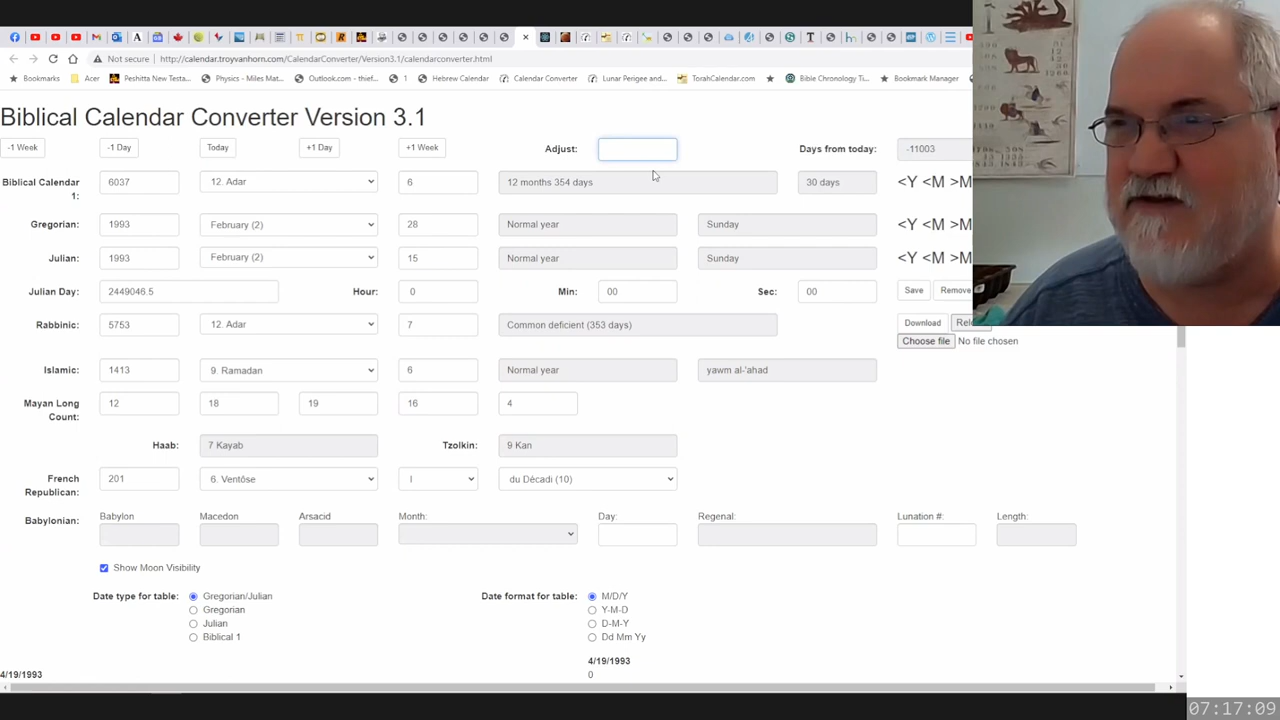 Not secure http://calendar.troyvanhorn.com/CalendarConverter/Version3.1/calendarconverter.html
Bookmarks Acer Peshitta New Testa... Physics - Miles Mat... Outlook.com - thief... 1 Hebrew Calendar Calendar Converter Lunar Perigee and... TorahCalendar.com Bible Chronology Ti... Bookmark Manager
Biblical Calendar Converter Version 3.1
-1 Week -1 Day Today +1 Day +1 Week Adjust: Days from today: -11003
Biblical Calendar 1: 6037 12. Adar 6 12 months 354 days 30 days <Y <M >M
Gregorian: 1993 February (2) 28 Normal year Sunday <Y <M >M
Julian: 1993 February (2) 15 Normal year Sunday <Y <M >M
Julian Day: 2449046.5 Hour: 0 Min: 00 Sec: 00 Save Remove
Rabbinic: 5753 12. Adar 7 Common deficient (353 days) Download Relo
Choose file No file chosen
Islamic: 1413 9. Ramadan 6 Normal year yawm al-'ahad
Mayan Long Count: 12 18 19 16 4
Haab: 7 Kayab Tzolkin: 9 Kan
French Republican: 201 6. Ventôse I du Décadi (10)
Babylonian: Babylon Macedon Arsacid Month: Day: Regenal: Lunation #: Length:
Show Moon Visibility
Date type for table: Gregorian/Julian Date format for table: M/D/Y
Gregorian Y-M-D
Julian D-M-Y
Biblical 1 Dd Mm Yy
4/19/1993
4/19/1993 0
07:17:09